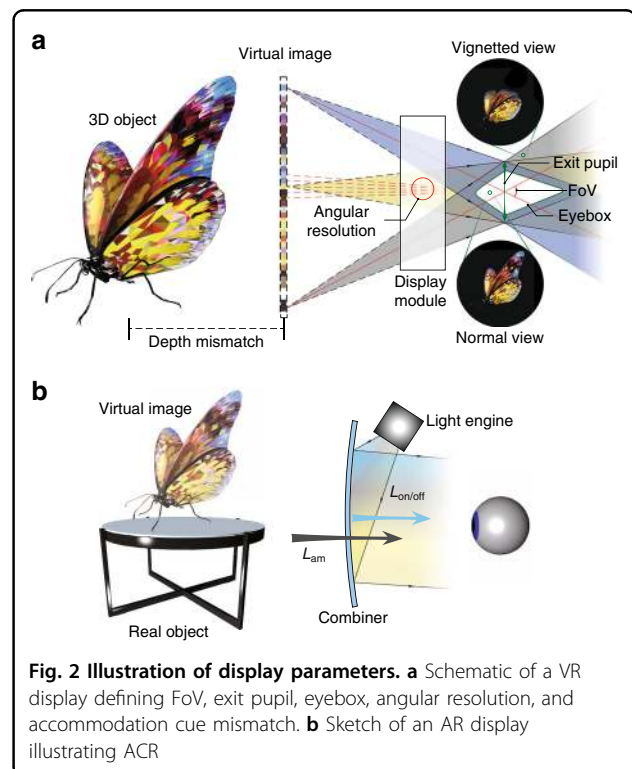 a
Virtual image
Vignetted view
3D object
Exit pupil
FoV
Angular
resolution
Eyebox
Display
module
Depth mismatch
Normal view
b
Virtual image
Light engine
L on/off
L am
Real object
Combiner
Fig. 2 Illustration of display parameters. a Schematic of a VR
display defining FoV, exit pupil, eyebox, angular resolution, and
accommodation cue mismatch. b Sketch of an AR display
illustrating ACR